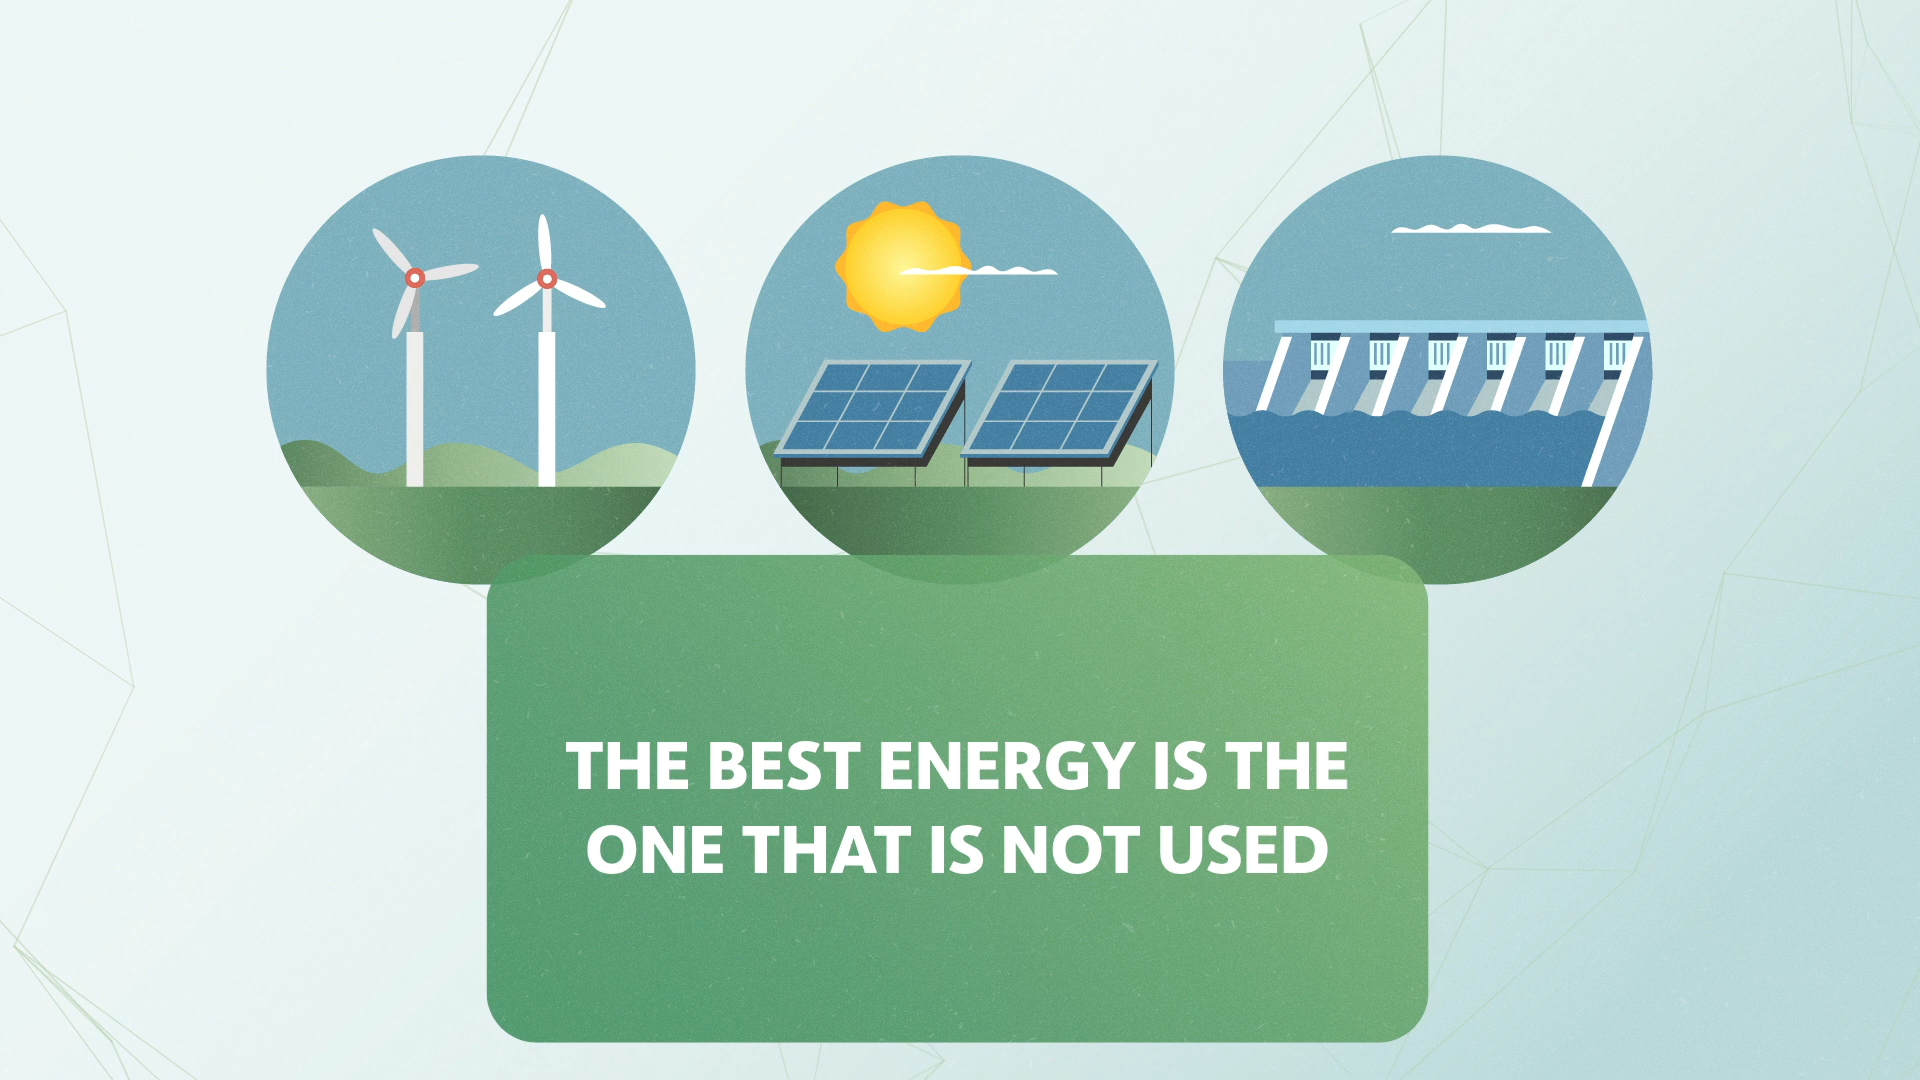 THE BEST ENERGY IS THE
ONE THAT IS NOT USED